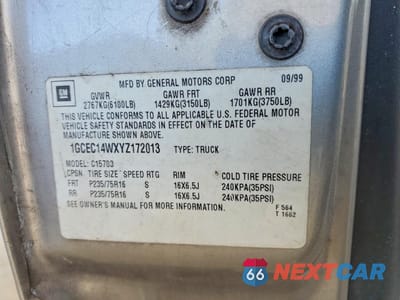 GM
MFD BY GENERAL MOTORS CORP 09/99
GVWR GAWR FRT GAWR RR
2767KG(6100LB) 1429KG(3150LB) 1701KG(3750LB)
THIS VEHICLE CONFORMS TO ALL APPLICABLE U.S. FEDERAL MOTOR
VEHICLE SAFETY STANDARDS IN EFFECT ON THE DATE OF
MANUFACTURE SHOWN ABOVE.
1GCEC14WXYZ172013 TYPE: TRUCK
MODEL: C15703
CPSN: TIRE SIZE SPEED RTG RIM COLD TIRE PRESSURE
FRT P235/75R16 S 16X6.5J 240KPA(35PSI)
RR P235/75R16 S 16X6.5J 240KPA(35PSI)
SEE OWNER'S MANUAL FOR MORE INFORMATION.
F 564
T 1662
66 NEXTCAR